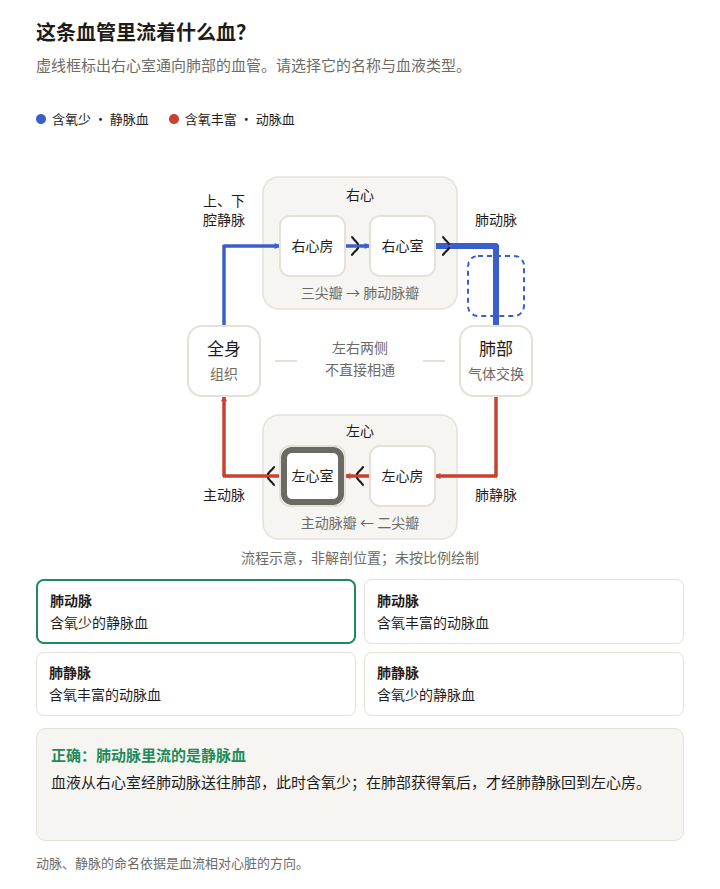 这条血管里流着什么血？
虚线框标出右心室通向肺部的血管。请选择它的名称与血液类型。
含氧少 · 静脉血
含氧丰富 · 动脉血
右心
上、下
腔静脉
肺动脉
右心房
右心室
三尖瓣 → 肺动脉瓣
全身
组织
左右两侧
不直接相通
肺部
气体交换
左心
左心室
左心房
主动脉
肺静脉
主动脉瓣 ← 二尖瓣
流程示意，非解剖位置；未按比例绘制
肺动脉
含氧少的静脉血
肺动脉
含氧丰富的动脉血
肺静脉
含氧丰富的动脉血
肺静脉
含氧少的静脉血
正确：肺动脉里流的是静脉血
血液从右心室经肺动脉送往肺部，此时含氧少；在肺部获得氧后，才经肺静脉回到左心房。
动脉、静脉的命名依据是血流相对心脏的方向。